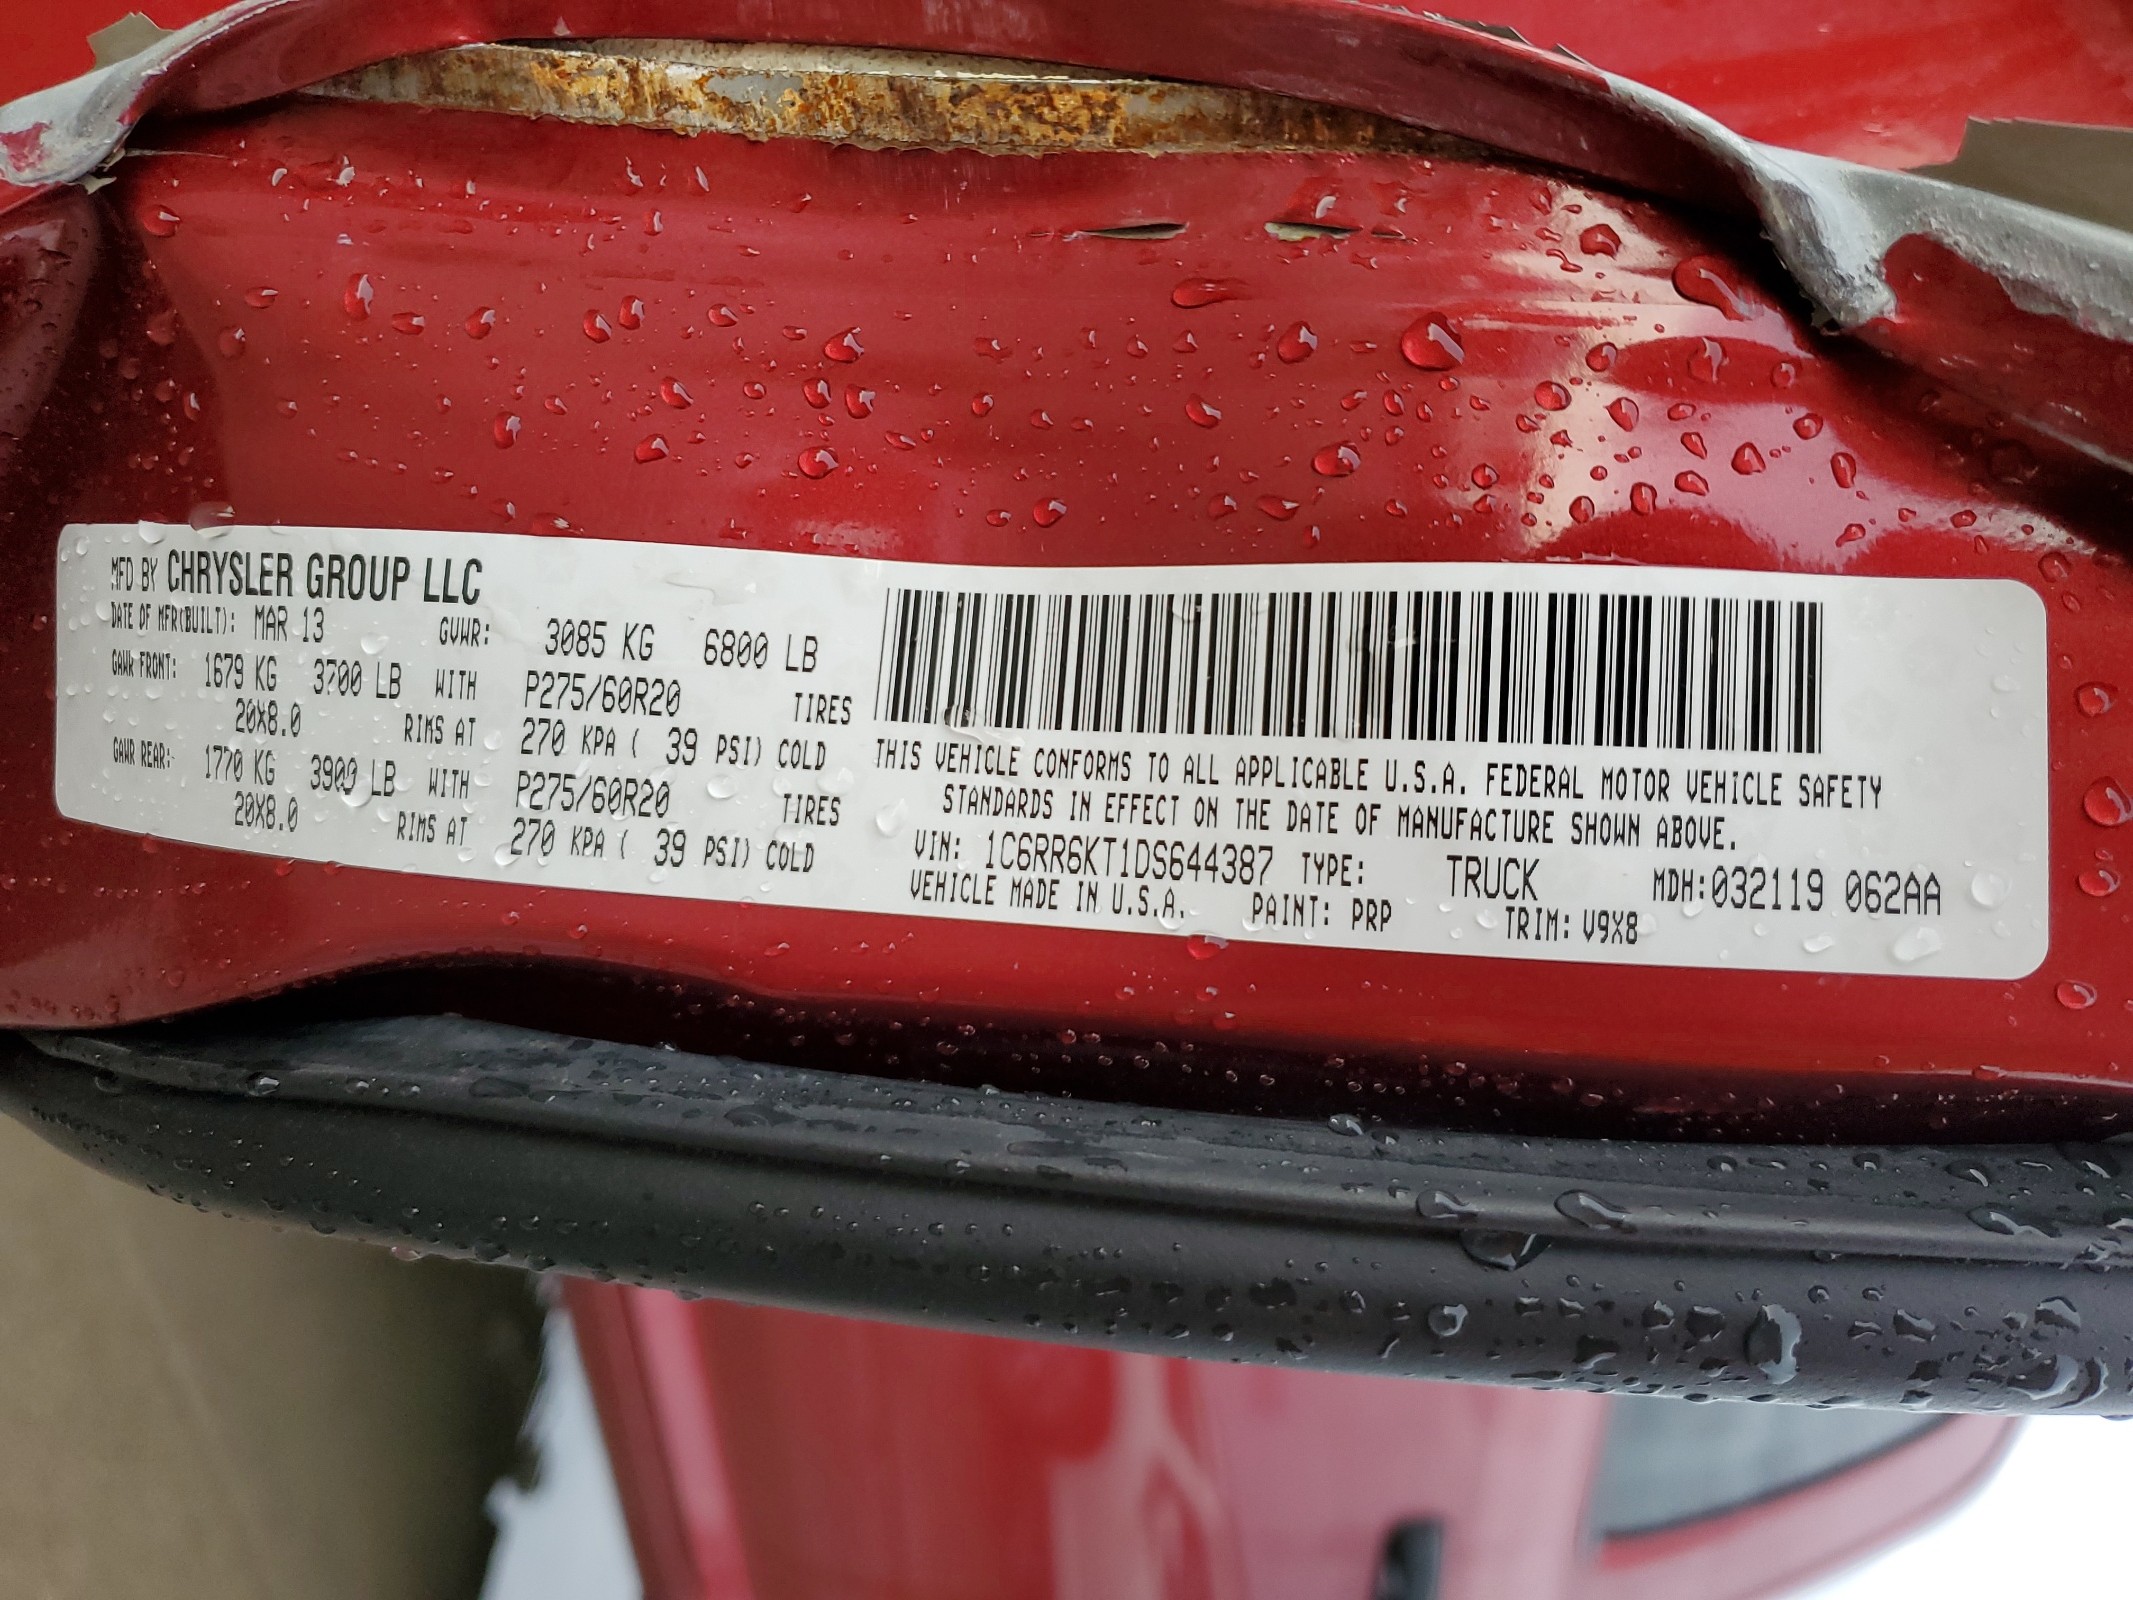 MFD BY CHRYSLER GROUP LLC
DATE OF MFR(BUILT): MAR 13 GVWR: 3085 KG 6800 LB
GAWR FRONT: 1679 KG 3700 LB WITH P275/60R20 TIRES
20X8.0 RIMS AT 270 KPA ( 39 PSI) COLD
GAWR REAR: 1770 KG 3900 LB WITH P275/60R20 TIRES
20X8.0 RIMS AT 270 KPA ( 39 PSI) COLD
THIS VEHICLE CONFORMS TO ALL APPLICABLE U.S.A. FEDERAL MOTOR VEHICLE SAFETY
STANDARDS IN EFFECT ON THE DATE OF MANUFACTURE SHOWN ABOVE.
VIN: 1C6RR6KT1DS644387 TYPE: TRUCK MDH:032119 062AA
VEHICLE MADE IN U.S.A. PAINT: PRP TRIM: V9X8